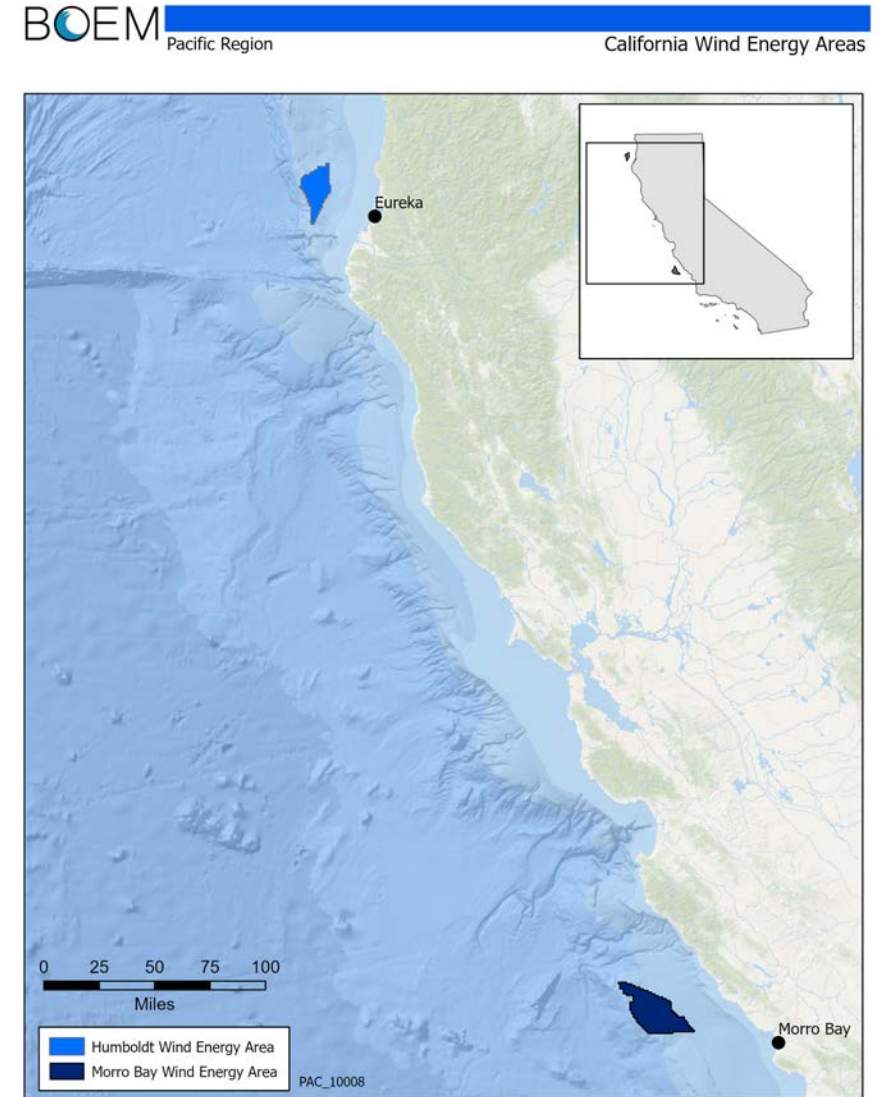 BOEM
Pacific Region
California Wind Energy Areas
Eureka
0 25 50 75 100
Miles
Morro Bay
Humboldt Wind Energy Area
Morro Bay Wind Energy Area
PAC_10008